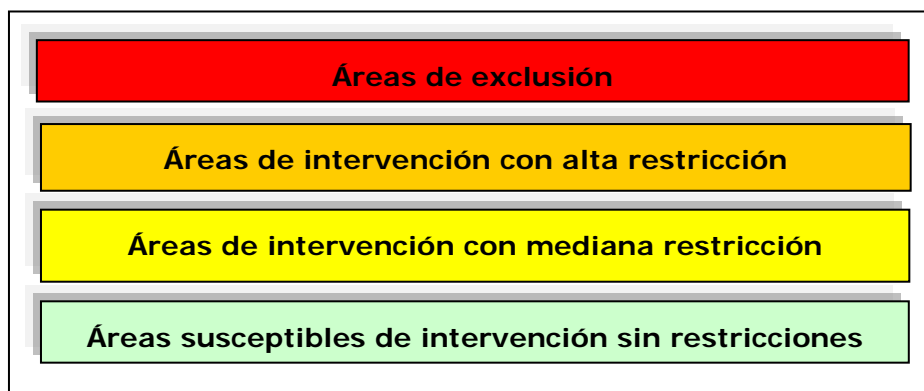 Áreas de exclusión
Áreas de intervención con alta restricción
Áreas de intervención con mediana restricción
Áreas susceptibles de intervención sin restricciones